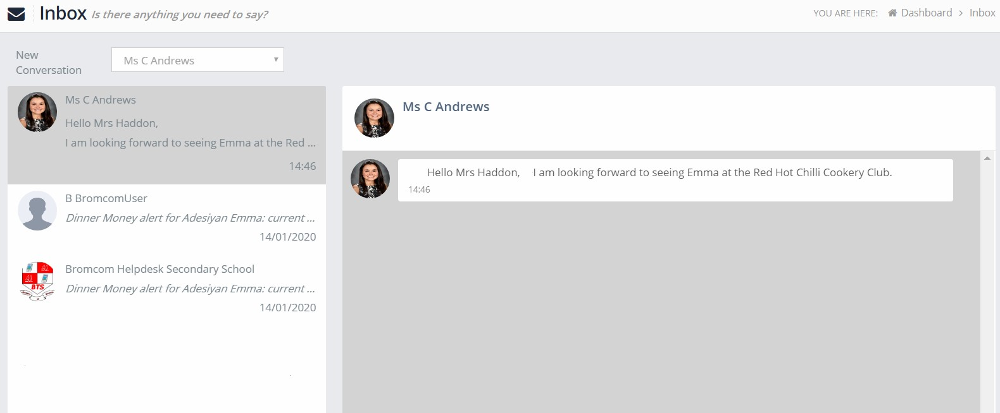 Inbox Is there anything you need to say?
YOU ARE HERE: Dashboard > Inbox
New
Conversation
Ms C Andrews
Ms C Andrews
Hello Mrs Haddon,
I am looking forward to seeing Emma at the Red ...
14:46
B BromcomUser
Dinner Money alert for Adesiyan Emma: current ...
14/01/2020
BTS
Bromcom Helpdesk Secondary School
Dinner Money alert for Adesiyan Emma: current ...
14/01/2020
Ms C Andrews
Hello Mrs Haddon, I am looking forward to seeing Emma at the Red Hot Chilli Cookery Club.
14:46